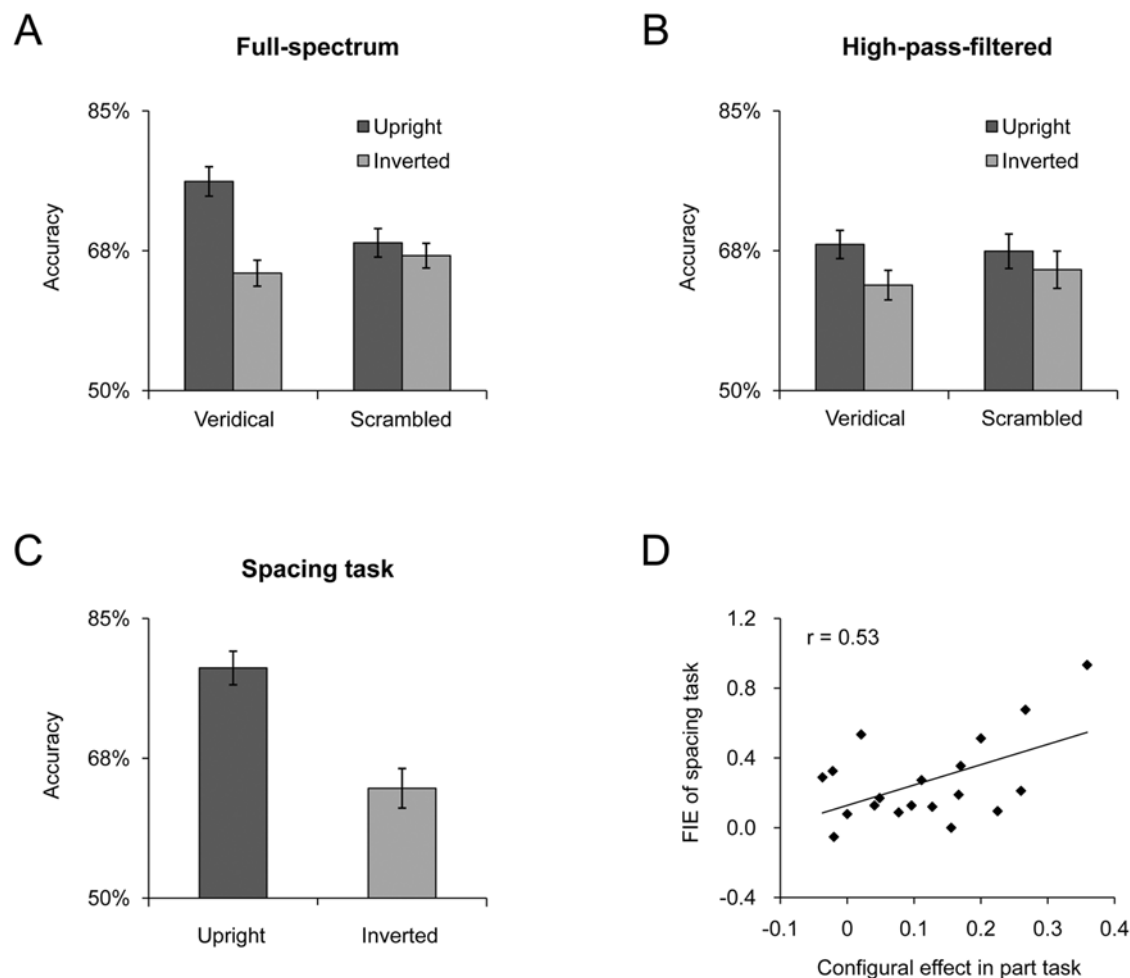 A
Full-spectrum
85%
68%
50%
Accuracy
Upright
Inverted
Veridical
Scrambled
B
High-pass-filtered
85%
68%
50%
Accuracy
Upright
Inverted
Veridical
Scrambled
C
Spacing task
85%
68%
50%
Accuracy
Upright
Inverted
D
r = 0.53
1.2
0.8
0.4
0.0
-0.4
FIE of spacing task
-0.1
0
0.1
0.2
0.3
0.4
Configural effect in part task